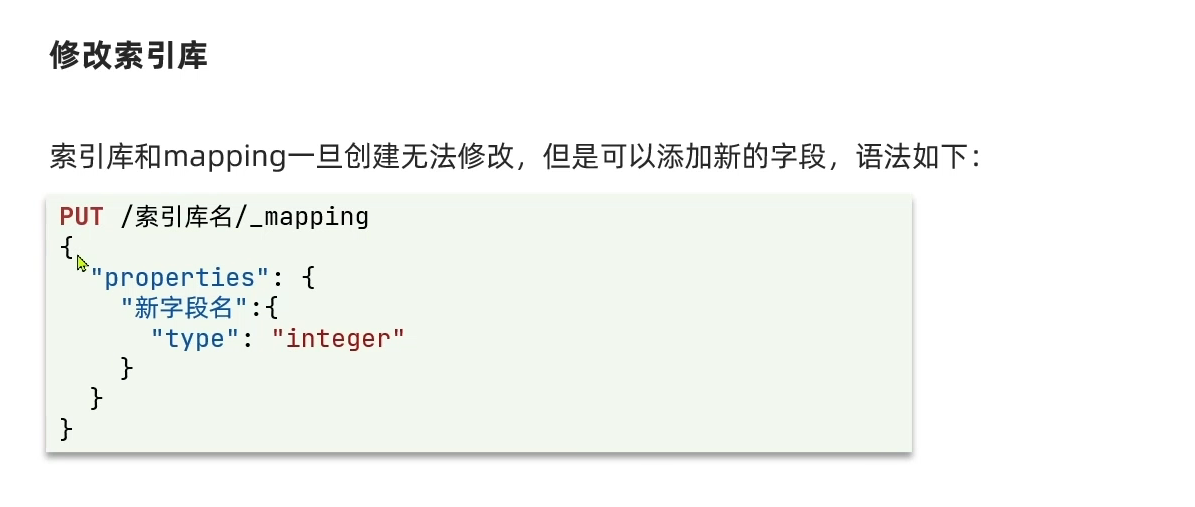 修改索引库
索引库和mapping一旦创建无法修改，但是可以添加新的字段，语法如下：
PUT /索引库名/_mapping
{
  "properties": {
    "新字段名":{
      "type": "integer"
    }
  }
}